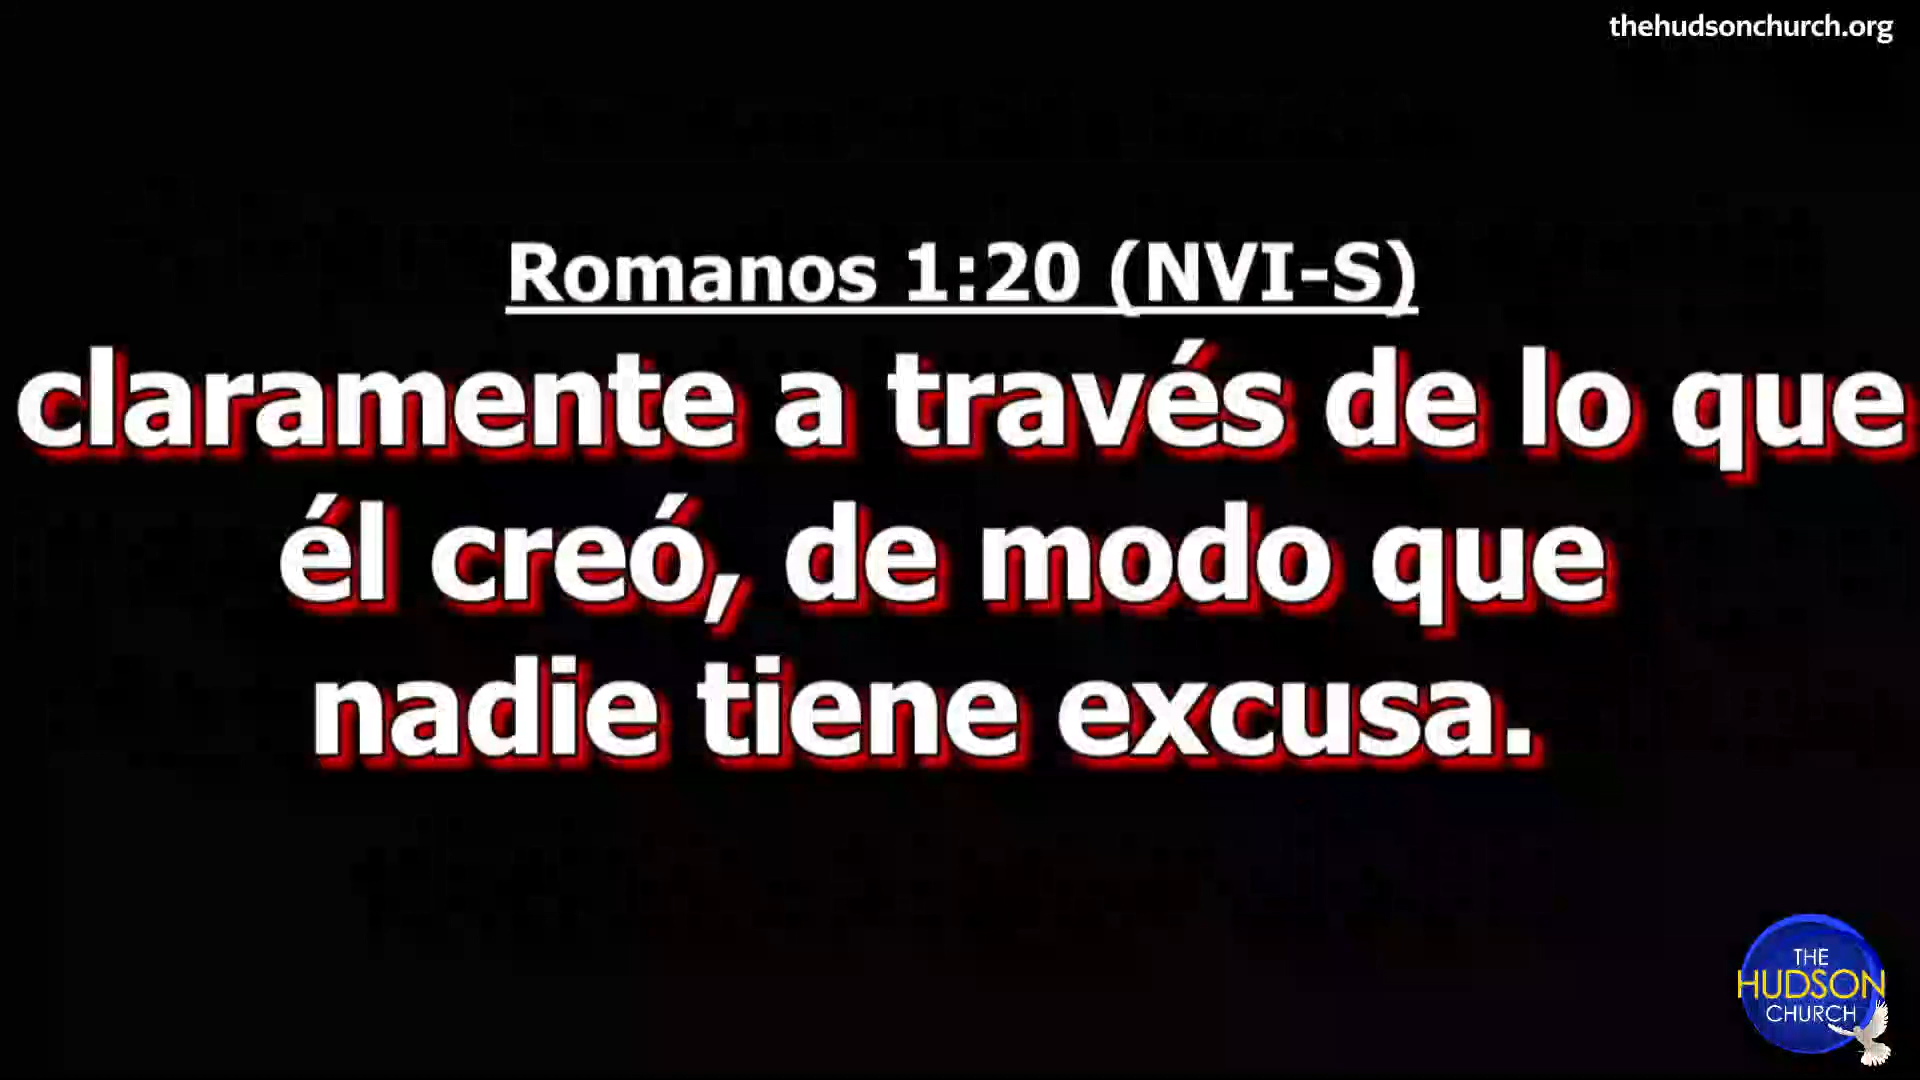 thehudsonchurch.org
Romanos 1:20 (NVI-S)
claramente a través de lo que
él creó, de modo que
nadie tiene excusa.
THE
HUDSON
CHURCH